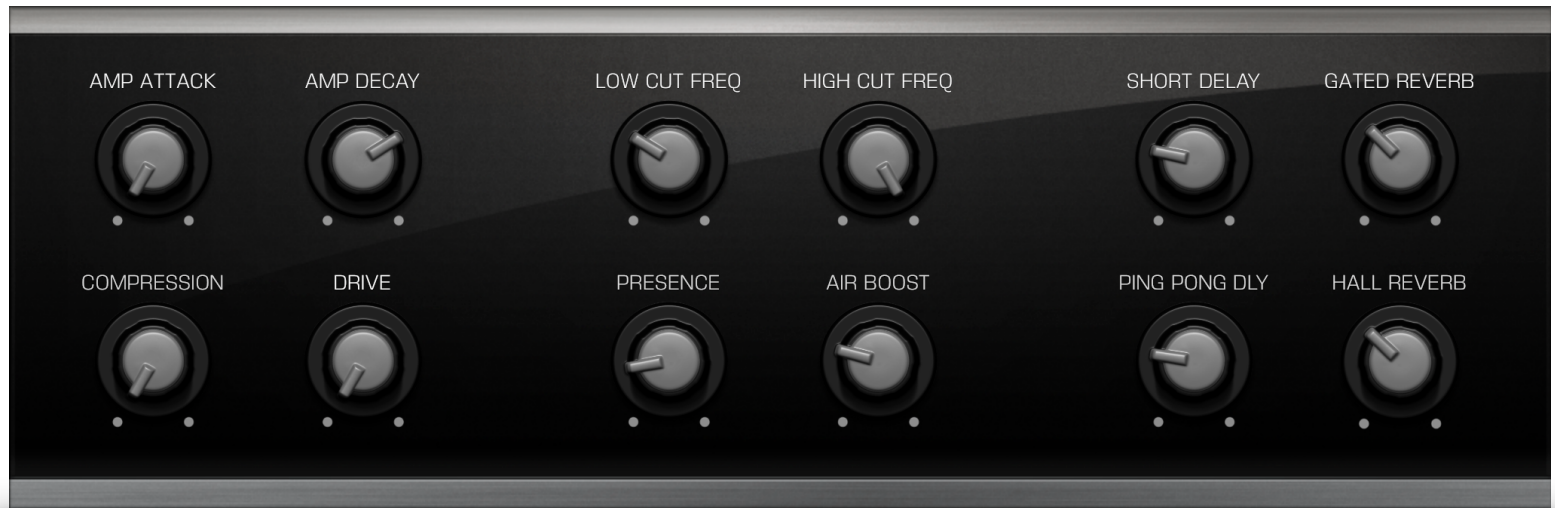 AMP ATTACK
AMP DECAY
LOW CUT FREQ
HIGH CUT FREQ
SHORT DELAY
GATED REVERB
COMPRESSION
DRIVE
PRESENCE
AIR BOOST
PING PONG DLY
HALL REVERB